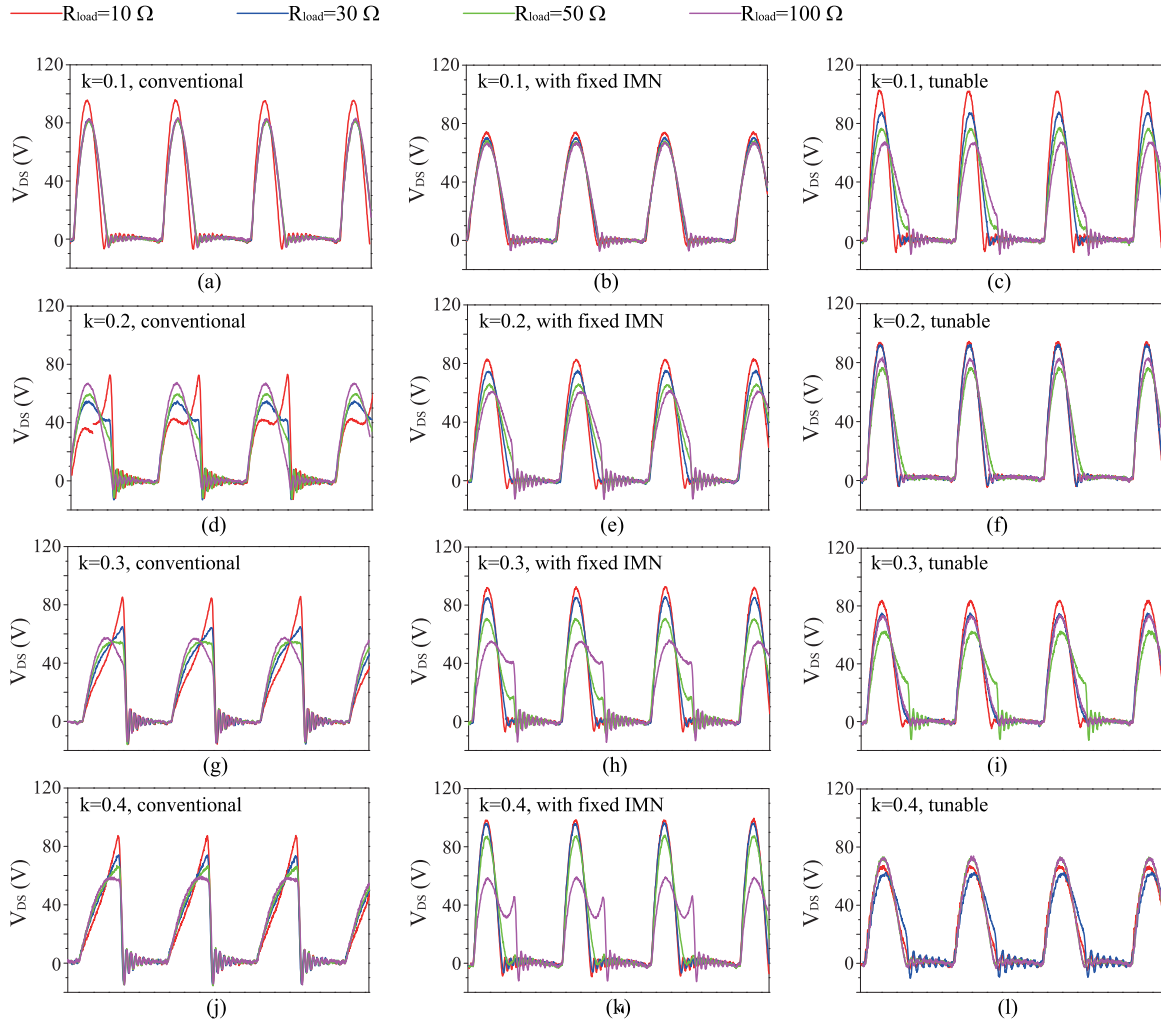 Rload=10 Ω Rload=30 Ω Rload=50 Ω Rload=100 Ω
120
80
40
0
VDS (V)
k=0.1, conventional
(a)
120
80
40
0
VDS (V)
k=0.1, with fixed IMN
(b)
120
80
40
0
VDS (V)
k=0.1, tunable
(c)
120
80
40
0
VDS (V)
k=0.2, conventional
(d)
120
80
40
0
VDS (V)
k=0.2, with fixed IMN
(e)
120
80
40
0
VDS (V)
k=0.2, tunable
(f)
120
80
40
0
VDS (V)
k=0.3, conventional
(g)
120
80
40
0
VDS (V)
k=0.3, with fixed IMN
(h)
120
80
40
0
VDS (V)
k=0.3, tunable
(i)
120
80
40
0
VDS (V)
k=0.4, conventional
(j)
120
80
40
0
VDS (V)
k=0.4, with fixed IMN
(k)
120
80
40
0
VDS (V)
k=0.4, tunable
(l)